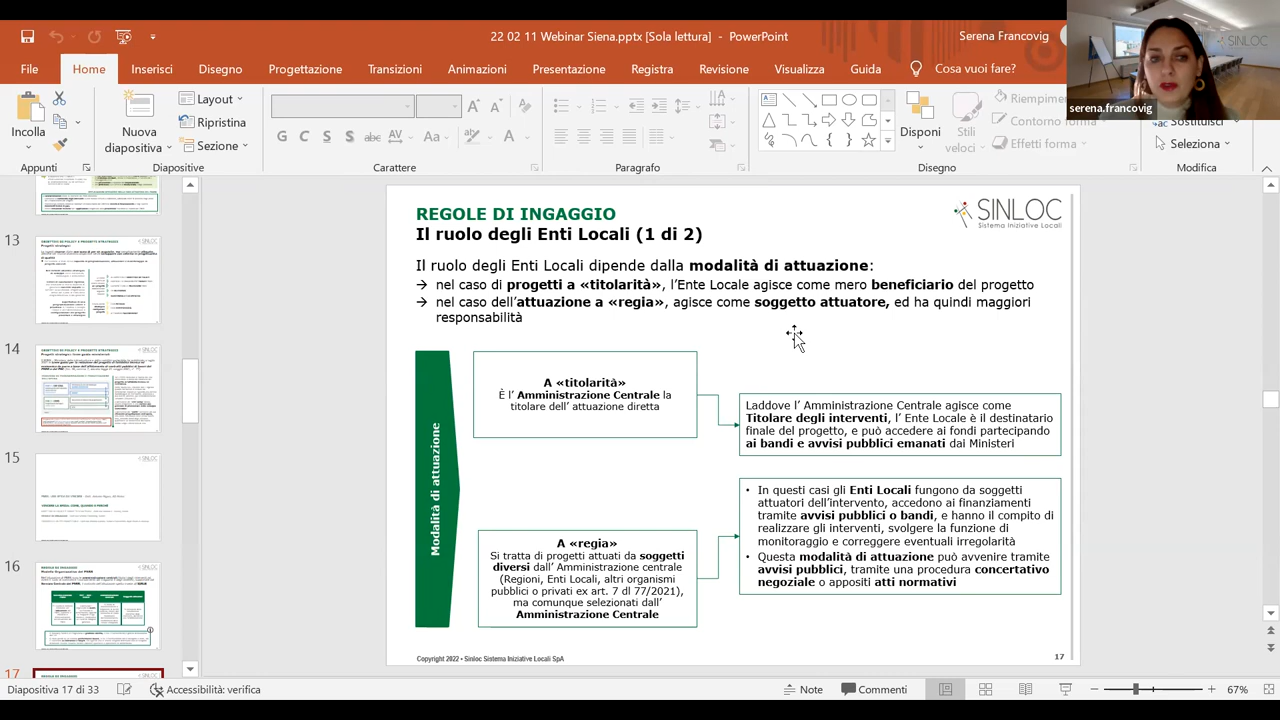 22 02 11 Webinar Siena.pptx [Sola lettura] - PowerPoint
Serena Francovig
SINLOC
File Home Inserisci Disegno Progettazione Transizioni Animazioni Presentazione Registra Revisione Visualizza Guida Cosa vuoi fare?
serena.francovig
Incolla
Nuova
diapositiva
Layout
Ripristina
Sezione
G C S S abc AV Aa A
Disponi
Stili
veloci
Contorno forma
Effetti forma
Sostituisci
Seleziona
Appunti Diapositive Carattere Paragrafo Disegno Modifica
13
14
15
16
17
REGOLE DI INGAGGIO
Il ruolo degli Enti Locali (1 di 2)
SINLOC
Sistema Iniziative Locali
Il ruolo degli Enti Locali dipende dalla modalità di attuazione:
→ nel caso di progetti a «titolarità», l’Ente Locale agisce come mero beneficiario del progetto
→ nel caso dell’attuazione a «regia», agisce come soggetto attuatore, ed ha quindi maggiori
responsabilità
Modalità di attuazione
A «titolarità»
È l’Amministrazione Centrale la
titolare dell’ attuazione diretta
Laddove l’ Amministrazione Centrale agisce come
Titolare degli interventi, l’ Ente Locale è il destinatario
finale del progetto, e può accedere ai fondi partecipando
ai bandi e avvisi pubblici emanati dai Ministeri
A «regia»
Si tratta di progetti attuati da soggetti
diversi dall’ Amministrazione centrale
(Regioni, Enti Locali, altri organismi
pubblici o privati ex art. 7 dl 77/2021),
ma comunque selezionati dall’
Amministrazione Centrale
• In questi casi gli Enti Locali fungono da soggetti
attuatori dell’intervento, accedono ai finanziamenti
tramite avvisi pubblici o bandi, e hanno il compito di
realizzare gli interventi, svolgere la funzione di
monitoraggio e correggere eventuali irregolarità
• Questa modalità di attuazione può avvenire tramite
avvisi pubblici, tramite una procedura concertativo
negoziale o appositi atti normativi
Copyright 2022 • Sinloc Sistema Iniziative Locali SpA
17
Diapositiva 17 di 33 Accessibilità: verifica Note Commenti 67%